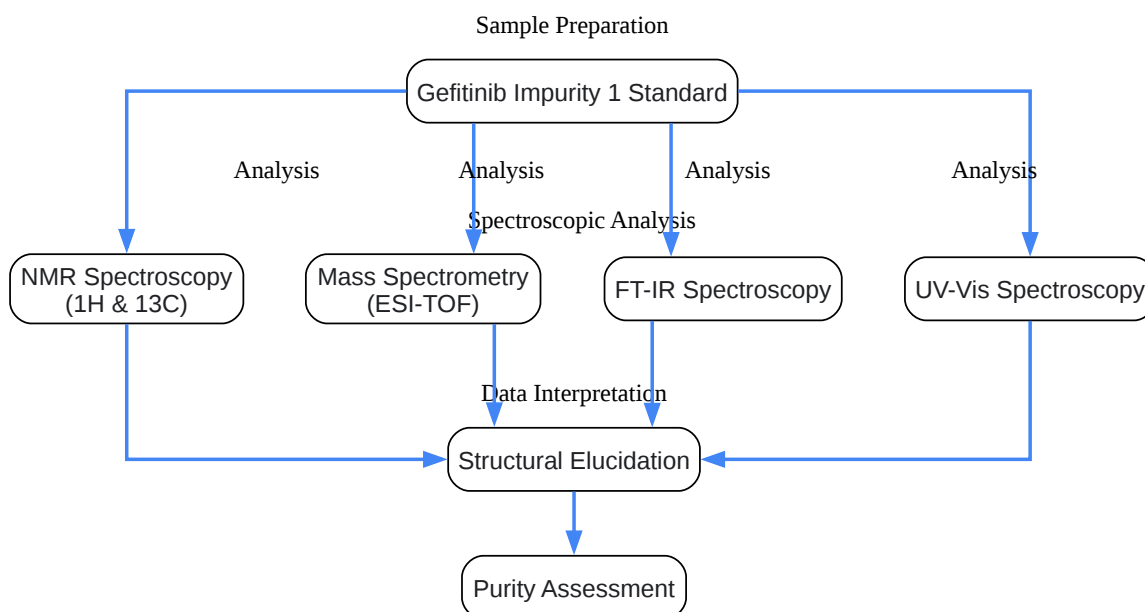 Sample Preparation
Gefitinib Impurity 1 Standard
Analysis
Analysis
Analysis
Analysis
Spectroscopic Analysis
NMR Spectroscopy
(1H & 13C)
Mass Spectrometry
(ESI-TOF)
FT-IR Spectroscopy
UV-Vis Spectroscopy
Data Interpretation
Structural Elucidation
Purity Assessment